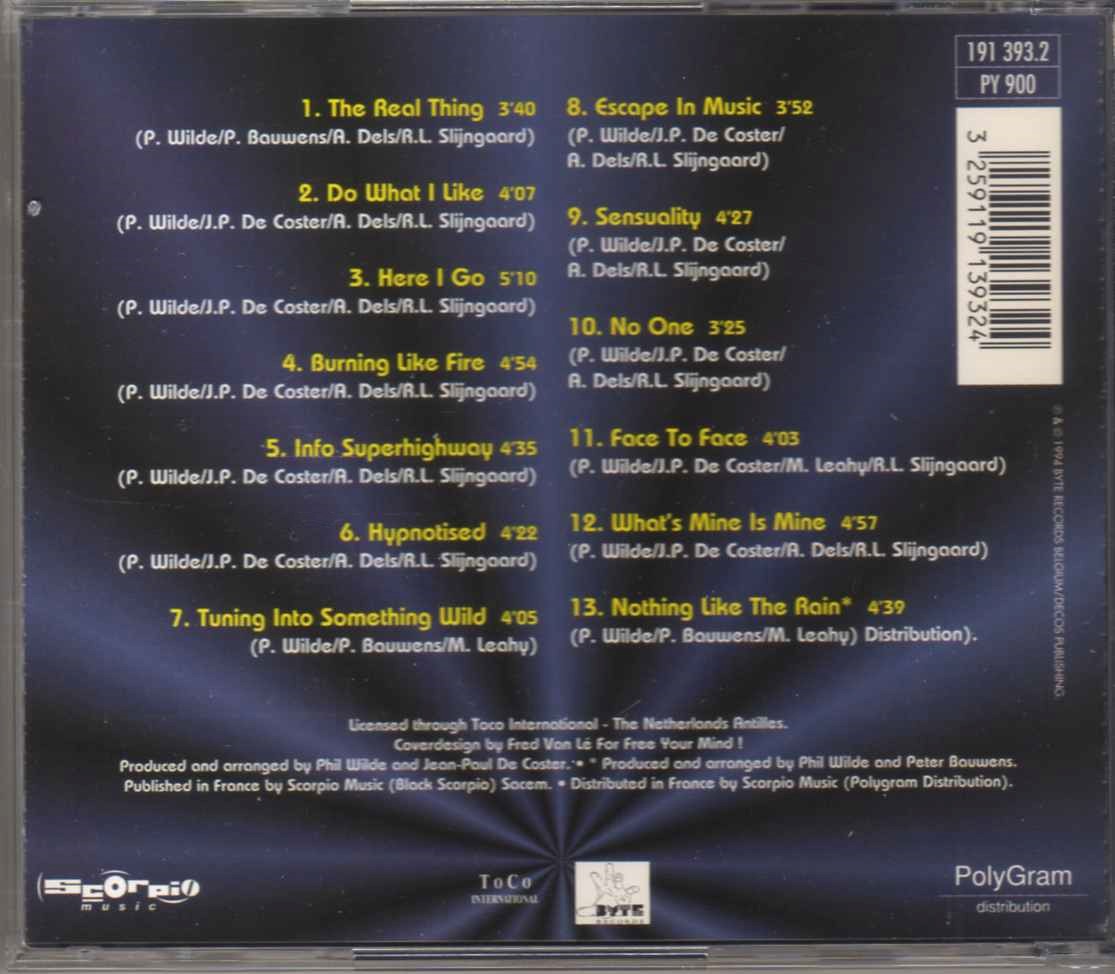 1. The Real Thing 3'40
(P. Wilde/P. Bauwens/A. Dels/R.L. Slijngaard)
2. Do What I Like 4'07
(P. Wilde/J.P. De Coster/A. Dels/R.L. Slijngaard)
3. Here I Go 5'10
(P. Wilde/J.P. De Coster/A. Dels/R.L. Slijngaard)
4. Burning Like Fire 4'54
(P. Wilde/J.P. De Coster/A. Dels/R.L. Slijngaard)
5. Info Superhighway 4'35
(P. Wilde/J.P. De Coster/A. Dels/R.L. Slijngaard)
6. Hypnotised 4'22
(P. Wilde/J.P. De Coster/A. Dels/R.L. Slijngaard)
7. Tuning Into Something Wild 4'05
(P. Wilde/P. Bauwens/M. Leahy)
8. Escape In Music 3'52
(P. Wilde/J.P. De Coster/
A. Dels/R.L. Slijngaard)
9. Sensuality 4'27
(P. Wilde/J.P. De Coster/
A. Dels/R.L. Slijngaard)
10. No One 3'25
(P. Wilde/J.P. De Coster/
A. Dels/R.L. Slijngaard)
11. Face To Face 4'03
(P. Wilde/J.P. De Coster/M. Leahy/R.L. Slijngaard)
12. What's Mine Is Mine 4'57
(P. Wilde/J.P. De Coster/A. Dels/R.L. Slijngaard)
13. Nothing Like The Rain* 4'39
(P. Wilde/P. Bauwens/M. Leahy) Distribution).
191 393.2
PY 900
3 259119 139324
℗ & © 1994 BYTE RECORDS BELGIUM/DECOS PUBLISHING
Licensed through Toco International - The Netherlands Antilles.
Coverdesign by Fred Van Lé For Free Your Mind !
Produced and arranged by Phil Wilde and Jean-Paul De Coster. • * Produced and arranged by Phil Wilde and Peter Bauwens.
Published in France by Scorpio Music (Black Scorpio) Sacem. • Distributed in France by Scorpio Music (Polygram Distribution).
Scorpio
music
ToCo
INTERNATIONAL
BYTE
RECORDS
PolyGram
distribution